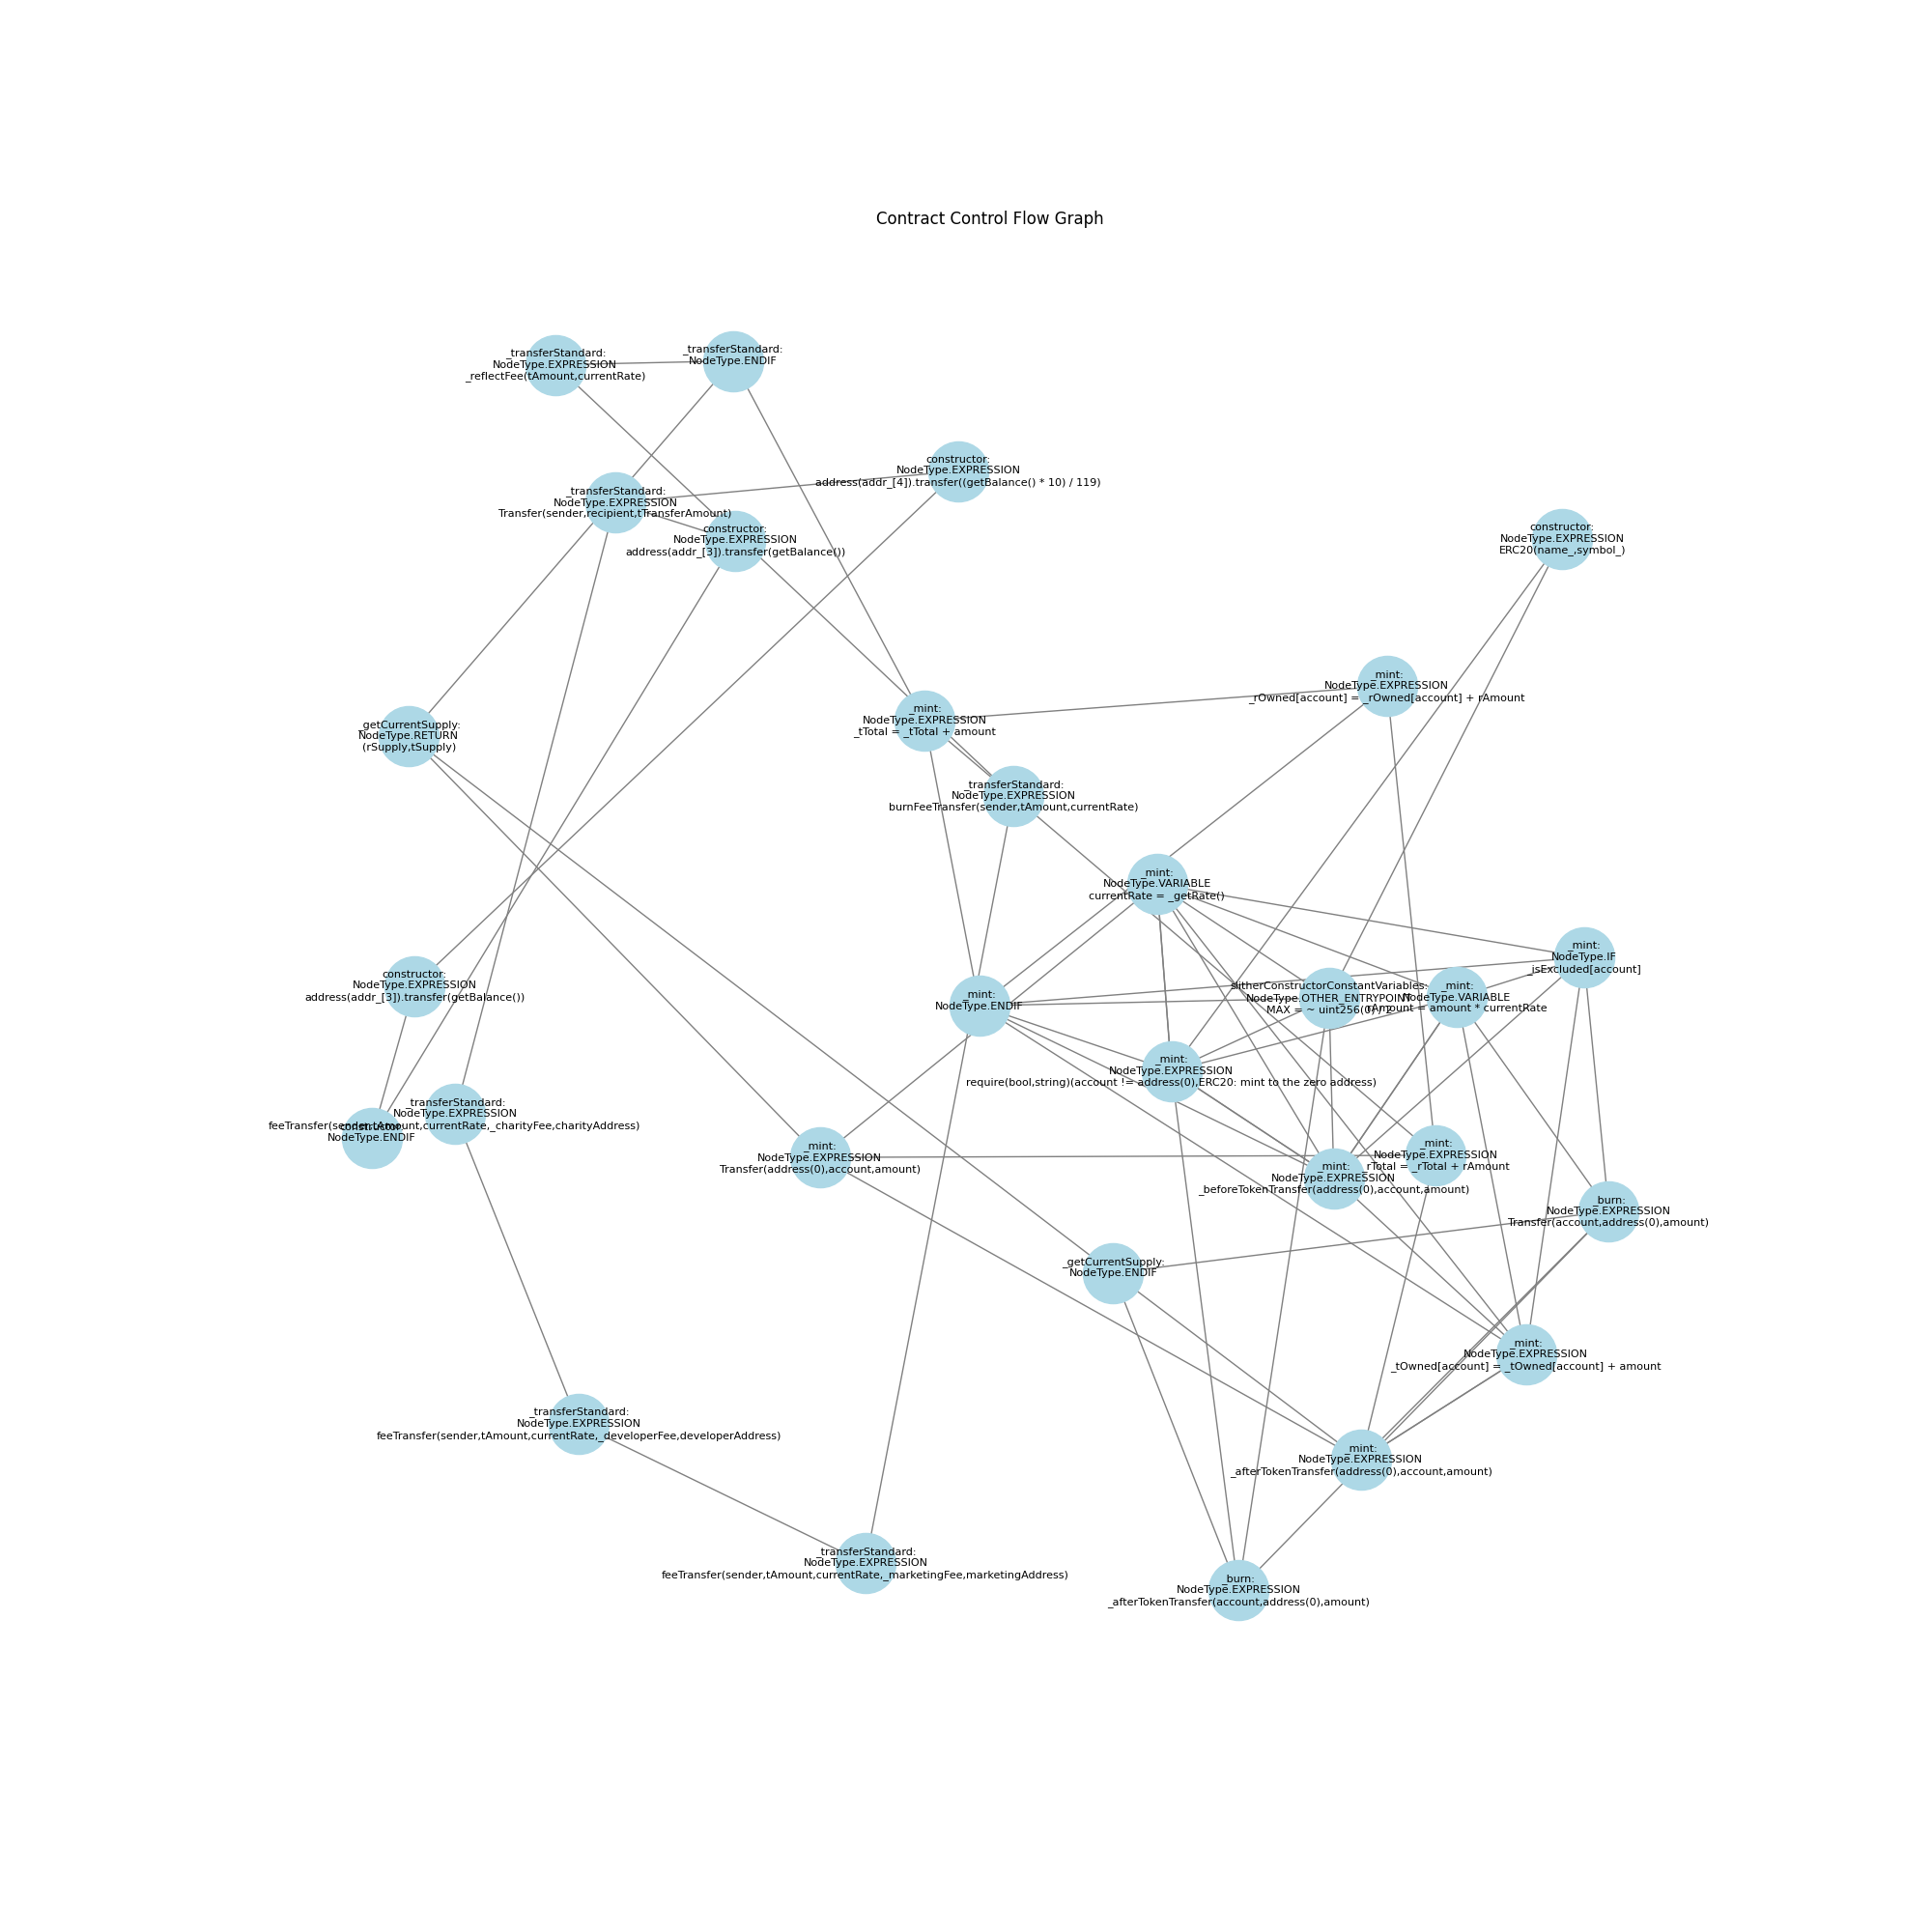 Contract Control Flow Graph
_transferStandard:
NodeType.EXPRESSION
_reflectFee(tAmount,currentRate)
_transferStandard:
NodeType.ENDIF
constructor:
NodeType.EXPRESSION
address(addr_[4]).transfer((getBalance() * 10) / 119)
_transferStandard:
NodeType.EXPRESSION
Transfer(sender,recipient,tTransferAmount)
constructor:
NodeType.EXPRESSION
address(addr_[3]).transfer(getBalance())
constructor:
NodeType.EXPRESSION
ERC20(name_,symbol_)
_mint:
NodeType.EXPRESSION
_rOwned[account] = _rOwned[account] + rAmount
_mint:
NodeType.EXPRESSION
_tTotal = _tTotal + amount
_getCurrentSupply:
NodeType.RETURN
(rSupply,tSupply)
_transferStandard:
NodeType.EXPRESSION
burnFeeTransfer(sender,tAmount,currentRate)
_mint:
NodeType.VARIABLE
currentRate = _getRate()
_mint:
NodeType.IF
_isExcluded[account]
constructor:
NodeType.EXPRESSION
address(addr_[3]).transfer(getBalance())
_mint:
NodeType.ENDIF
slitherConstructorConstantVariables:
NodeType.OTHER_ENTRYPOINT
MAX = ~ uint256(0) / 2
_mint:
NodeType.VARIABLE
rAmount = amount * currentRate
_mint:
NodeType.EXPRESSION
require(bool,string)(account != address(0),ERC20: mint to the zero address)
_transferStandard:
NodeType.EXPRESSION
feeTransfer(sender,tAmount,currentRate,_charityFee,charityAddress)
constructor:
NodeType.ENDIF
_mint:
NodeType.EXPRESSION
Transfer(address(0),account,amount)
_mint:
NodeType.EXPRESSION
_rTotal = _rTotal + rAmount
_mint:
NodeType.EXPRESSION
_beforeTokenTransfer(address(0),account,amount)
_burn:
NodeType.EXPRESSION
Transfer(account,address(0),amount)
_getCurrentSupply:
NodeType.ENDIF
_mint:
NodeType.EXPRESSION
_tOwned[account] = _tOwned[account] + amount
_transferStandard:
NodeType.EXPRESSION
feeTransfer(sender,tAmount,currentRate,_developerFee,developerAddress)
_mint:
NodeType.EXPRESSION
_afterTokenTransfer(address(0),account,amount)
_transferStandard:
NodeType.EXPRESSION
feeTransfer(sender,tAmount,currentRate,_marketingFee,marketingAddress)
_burn:
NodeType.EXPRESSION
_afterTokenTransfer(account,address(0),amount)